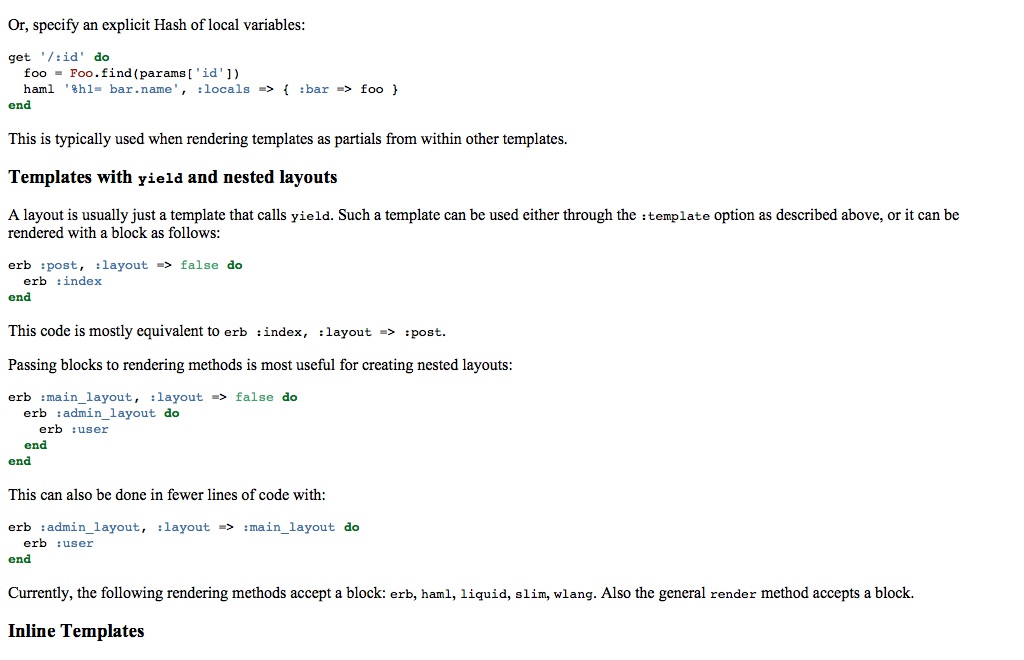 Or, specify an explicit Hash of local variables:
get '/:id' do
  foo = Foo.find(params['id'])
  haml '%h1= bar.name', :locals => { :bar => foo }
end
This is typically used when rendering templates as partials from within other templates.
Templates with yield and nested layouts
A layout is usually just a template that calls yield. Such a template can be used either through the :template option as described above, or it can be
rendered with a block as follows:
erb :post, :layout => false do
  erb :index
end
This code is mostly equivalent to erb :index, :layout => :post.
Passing blocks to rendering methods is most useful for creating nested layouts:
erb :main_layout, :layout => false do
  erb :admin_layout do
    erb :user
  end
end
This can also be done in fewer lines of code with:
erb :admin_layout, :layout => :main_layout do
  erb :user
end
Currently, the following rendering methods accept a block: erb, haml, liquid, slim, wlang. Also the general render method accepts a block.
Inline Templates